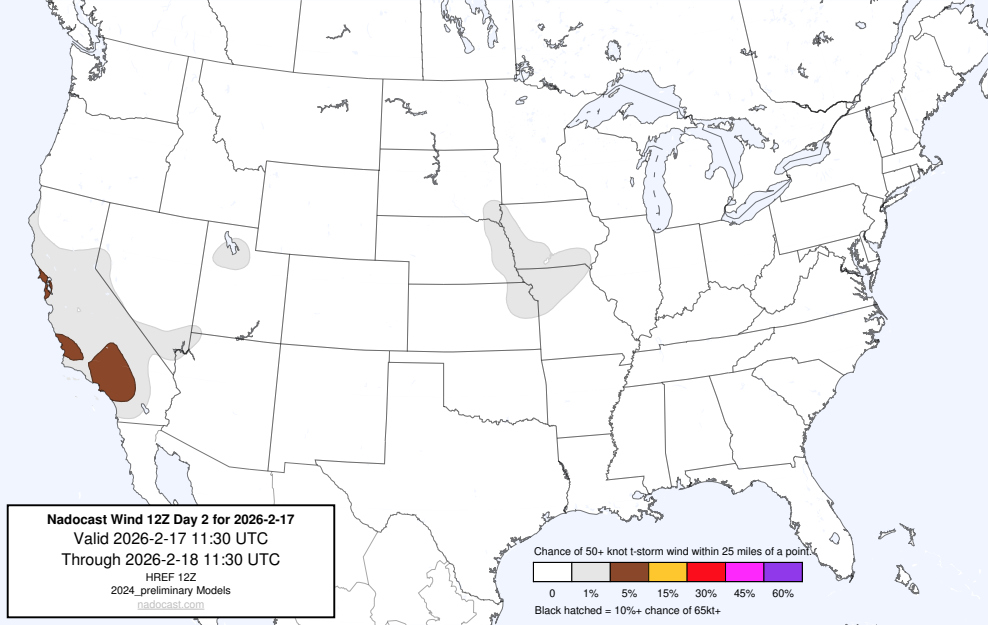 Nadocast Wind 12Z Day 2 for 2026-2-17
Valid 2026-2-17 11:30 UTC
Through 2026-2-18 11:30 UTC
HREF 12Z
2024_preliminary Models
nadocast.com
Chance of 50+ knot t-storm wind within 25 miles of a point.
0 1% 5% 15% 30% 45% 60%
Black hatched = 10%+ chance of 65kt+